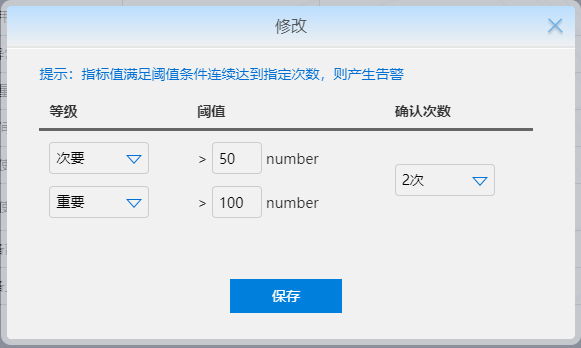 修改
提示：指标值满足阈值条件连续达到指定次数，则产生告警
等级 阈值 确认次数
次要 > 50 number
2次
重要 > 100 number
保存